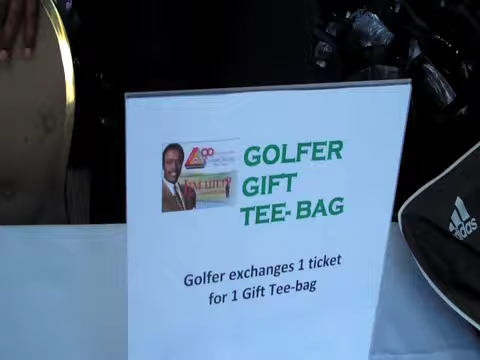 GOLFER
GIFT
TEE-BAG
Golfer exchanges 1 ticket
for 1 Gift Tee-bag
adidas